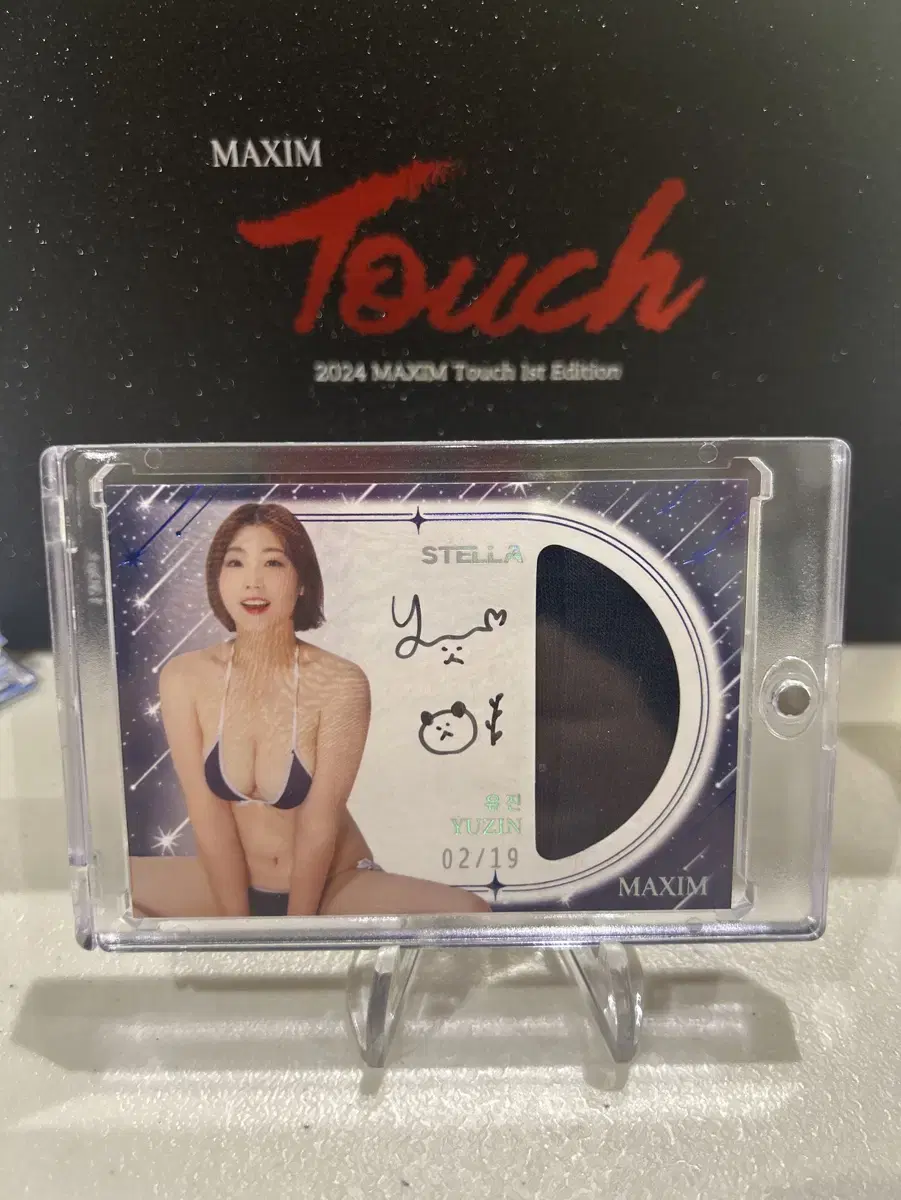 MAXIM
Touch
2024 MAXIM Touch 1st Edition
STELLA
유진
YUZIN
02/19
MAXIM